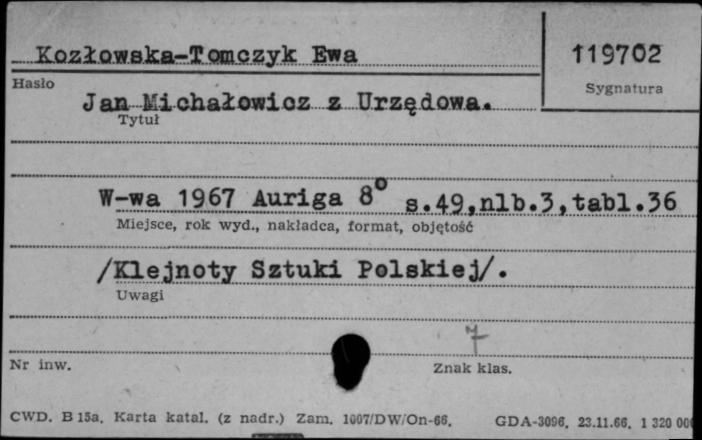 Kozłowska-Tomczyk Ewa
119702
Hasło
Sygnatura
Jan Michałowicz z Urzędowa.
Tytuł
W-wa 1967 Auriga 8° s.49,nlb.3,tabl.36
Miejsce, rok wyd., nakładca, format, objętość
/Klejnoty Sztuki Polskiej/.
Uwagi
7
Nr inw.
Znak klas.
CWD. B 15a. Karta katal. (z nadr.) Zam. 1607/DW/On-66. GDA-3096. 23.11.66. 1 320 00